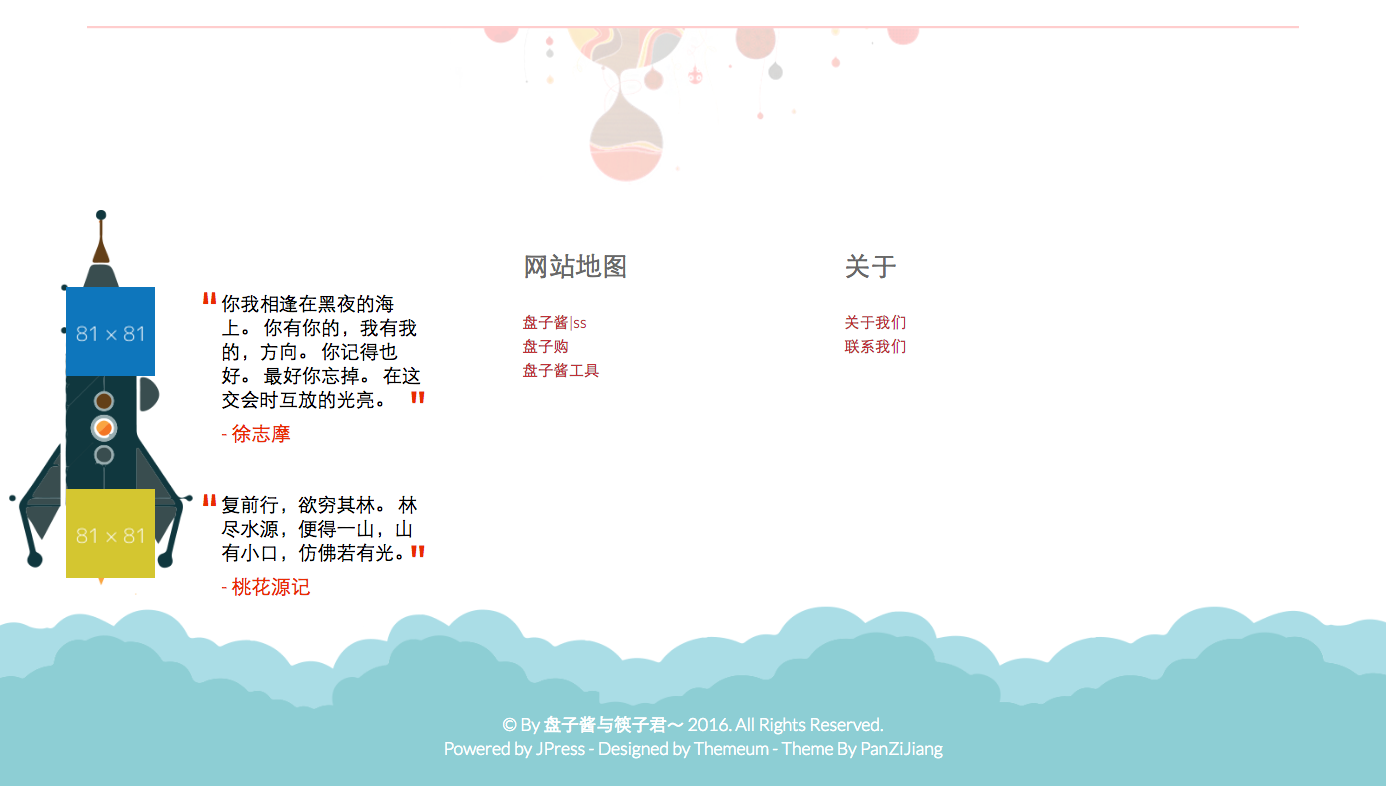 81 × 81
"你我相逢在黑夜的海
上。 你有你的，我有我
的，方向。 你记得也
好。 最好你忘掉。 在这
交会时互放的光亮。 "
- 徐志摩
81 × 81
"复前行，欲穷其林。 林
尽水源，便得一山，山
有小口，仿佛若有光。"
- 桃花源记
网站地图
盘子酱|ss
盘子购
盘子酱工具
关于
关于我们
联系我们
© By 盘子酱与筷子君～ 2016. All Rights Reserved.
Powered by JPress - Designed by Themeum - Theme By PanZiJiang